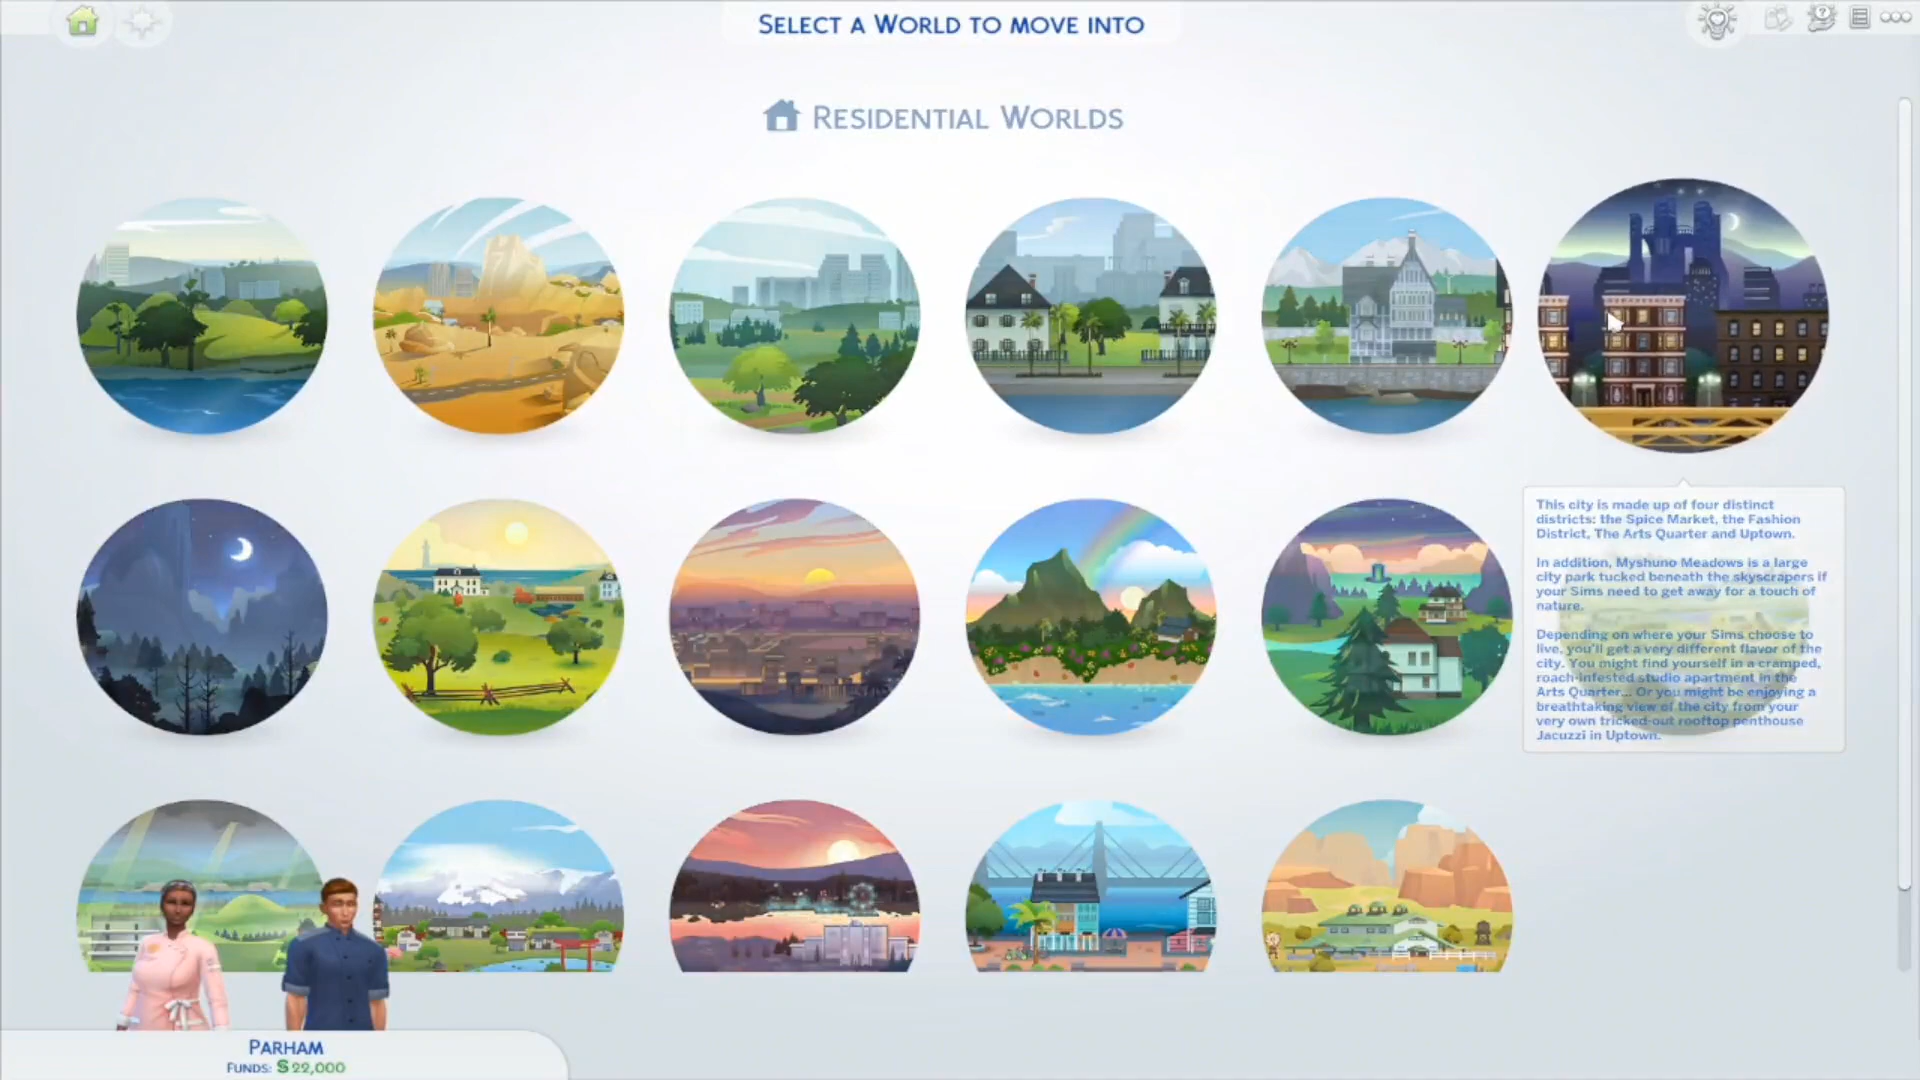 SELECT A WORLD TO MOVE INTO
RESIDENTIAL WORLDS
This city is made up of four distinct
districts: the Spice Market, the Fashion
District, The Arts Quarter and Uptown.
In addition, Myshuno Meadows is a large
city park tucked beneath the skyscrapers if
your Sims need to get away for a touch of
nature.
Depending on where your Sims choose to
live, you'll get a very different flavor of the
city. You might find yourself in a cramped,
roach-infested studio apartment in the
Arts Quarter... Or you might be enjoying a
breathtaking view of the city from your
very own tricked-out rooftop penthouse
Jacuzzi in Uptown.
PARHAM
FUNDS: §22,000